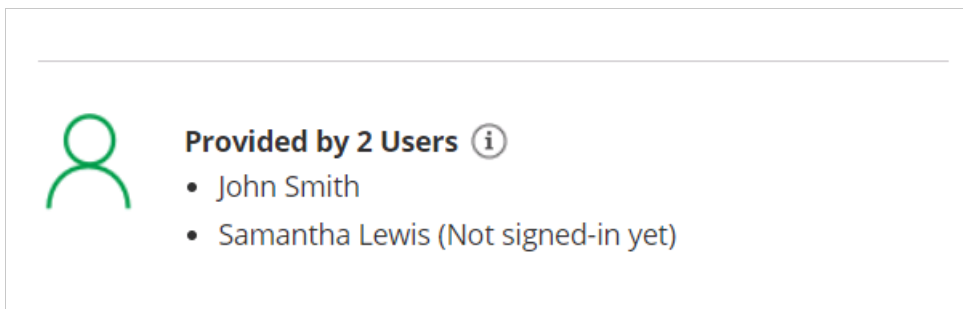 Provided by 2 Users
• John Smith
• Samantha Lewis (Not signed-in yet)